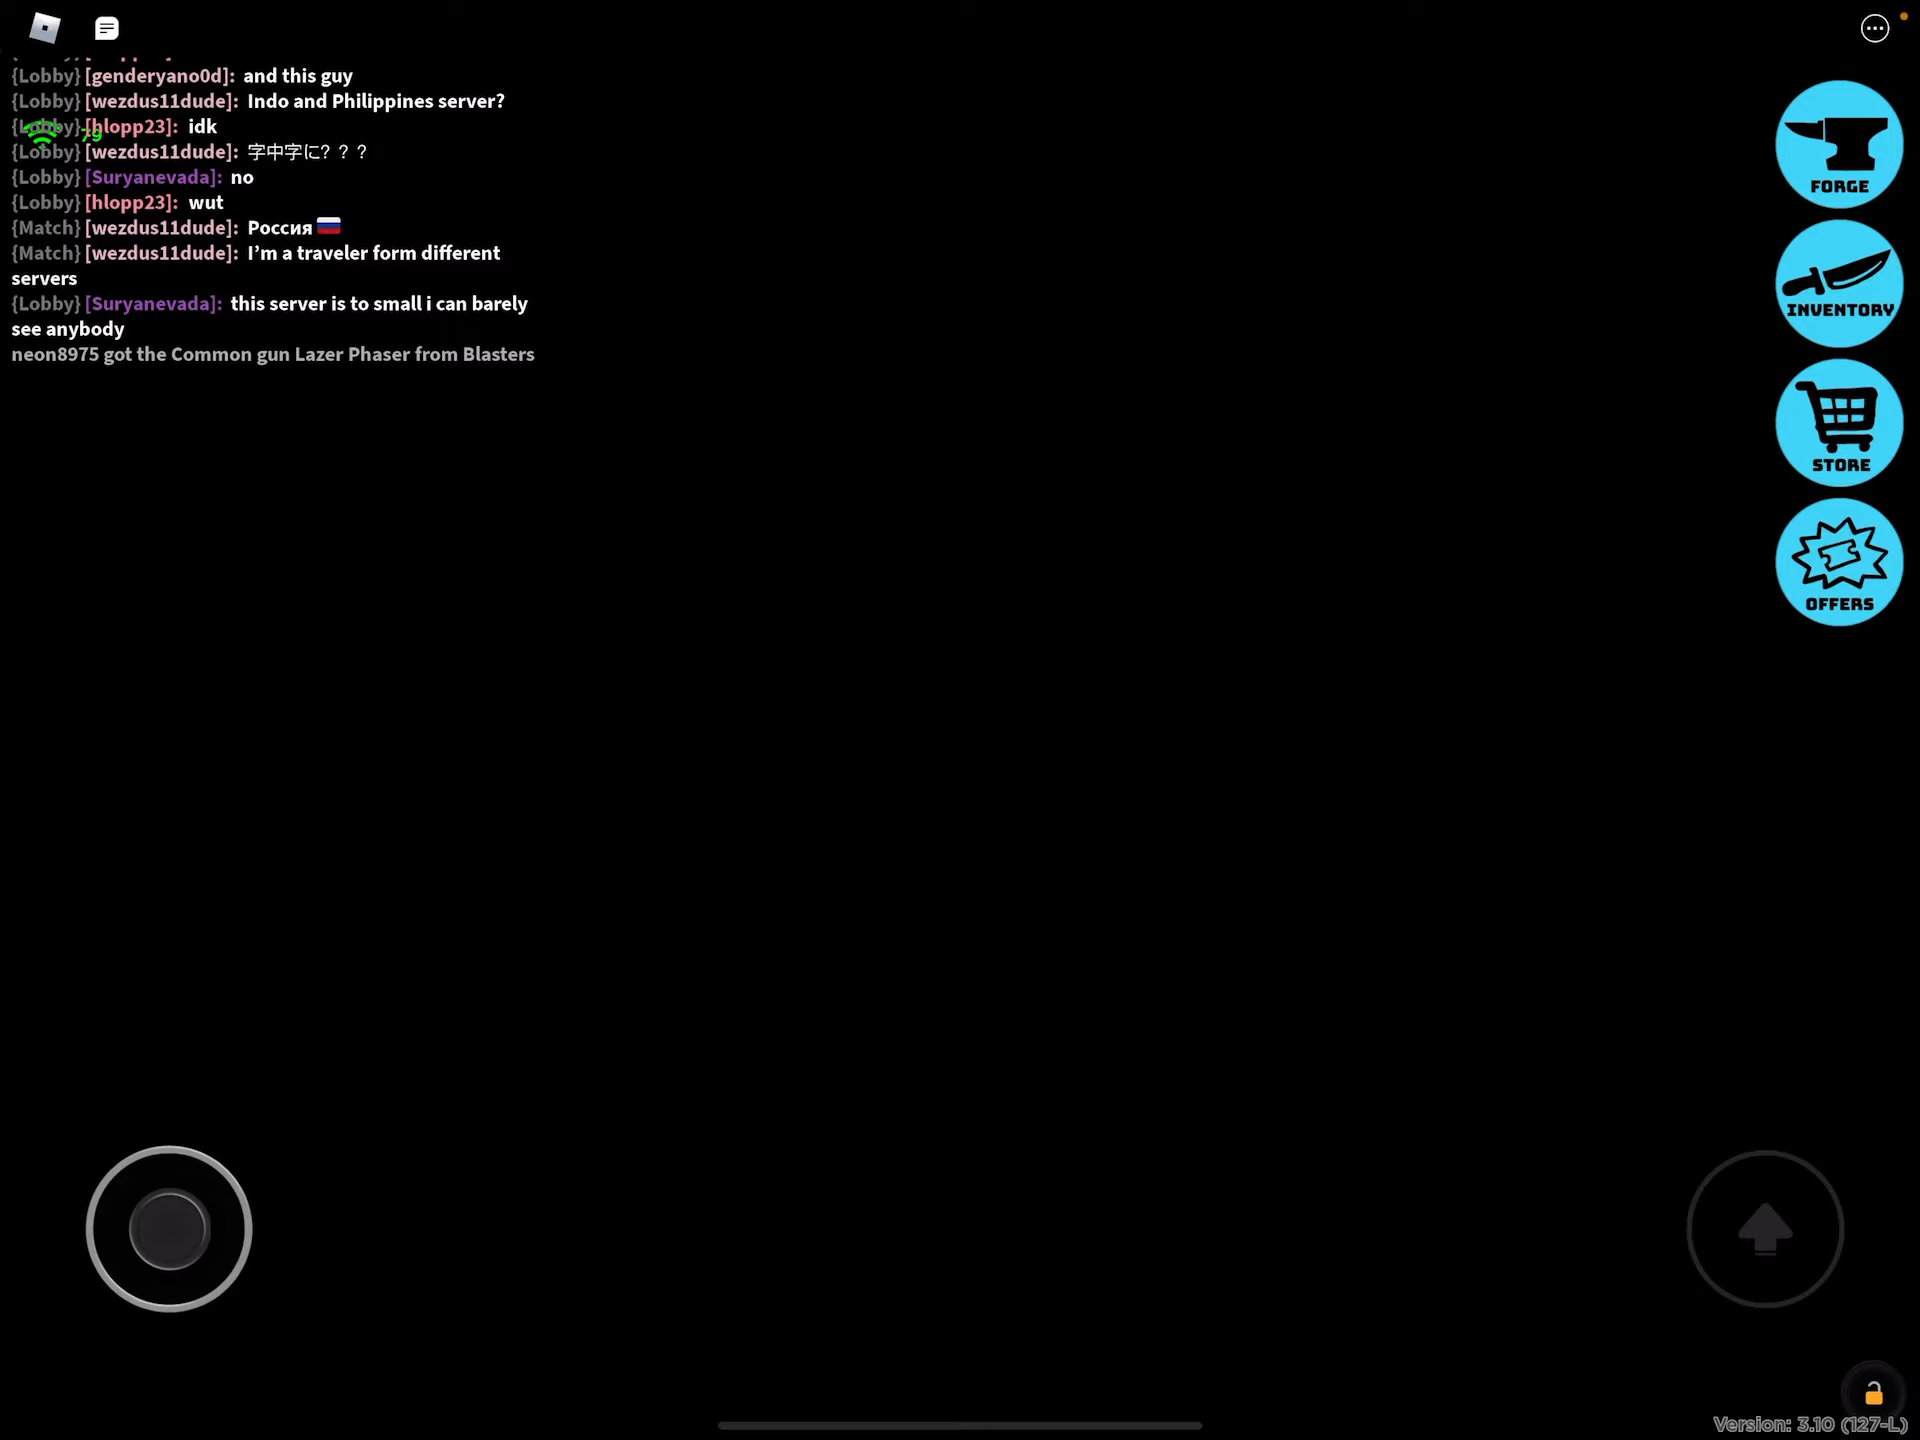 {Lobby} [genderyano0d]: and this guy
{Lobby} [wezdus11dude]: Indo and Philippines server?
{Lobby} [hlopp23]: idk
79
{Lobby} [wezdus11dude]: 字中字に？？？
{Lobby} [Suryanevada]: no
{Lobby} [hlopp23]: wut
{Match} [wezdus11dude]: Россия 🇷🇺
{Match} [wezdus11dude]: I’m a traveler form different
servers
{Lobby} [Suryanevada]: this server is to small i can barely
see anybody
neon8975 got the Common gun Lazer Phaser from Blasters
FORGE
INVENTORY
STORE
OFFERS
Version: 3.10 (127-L)